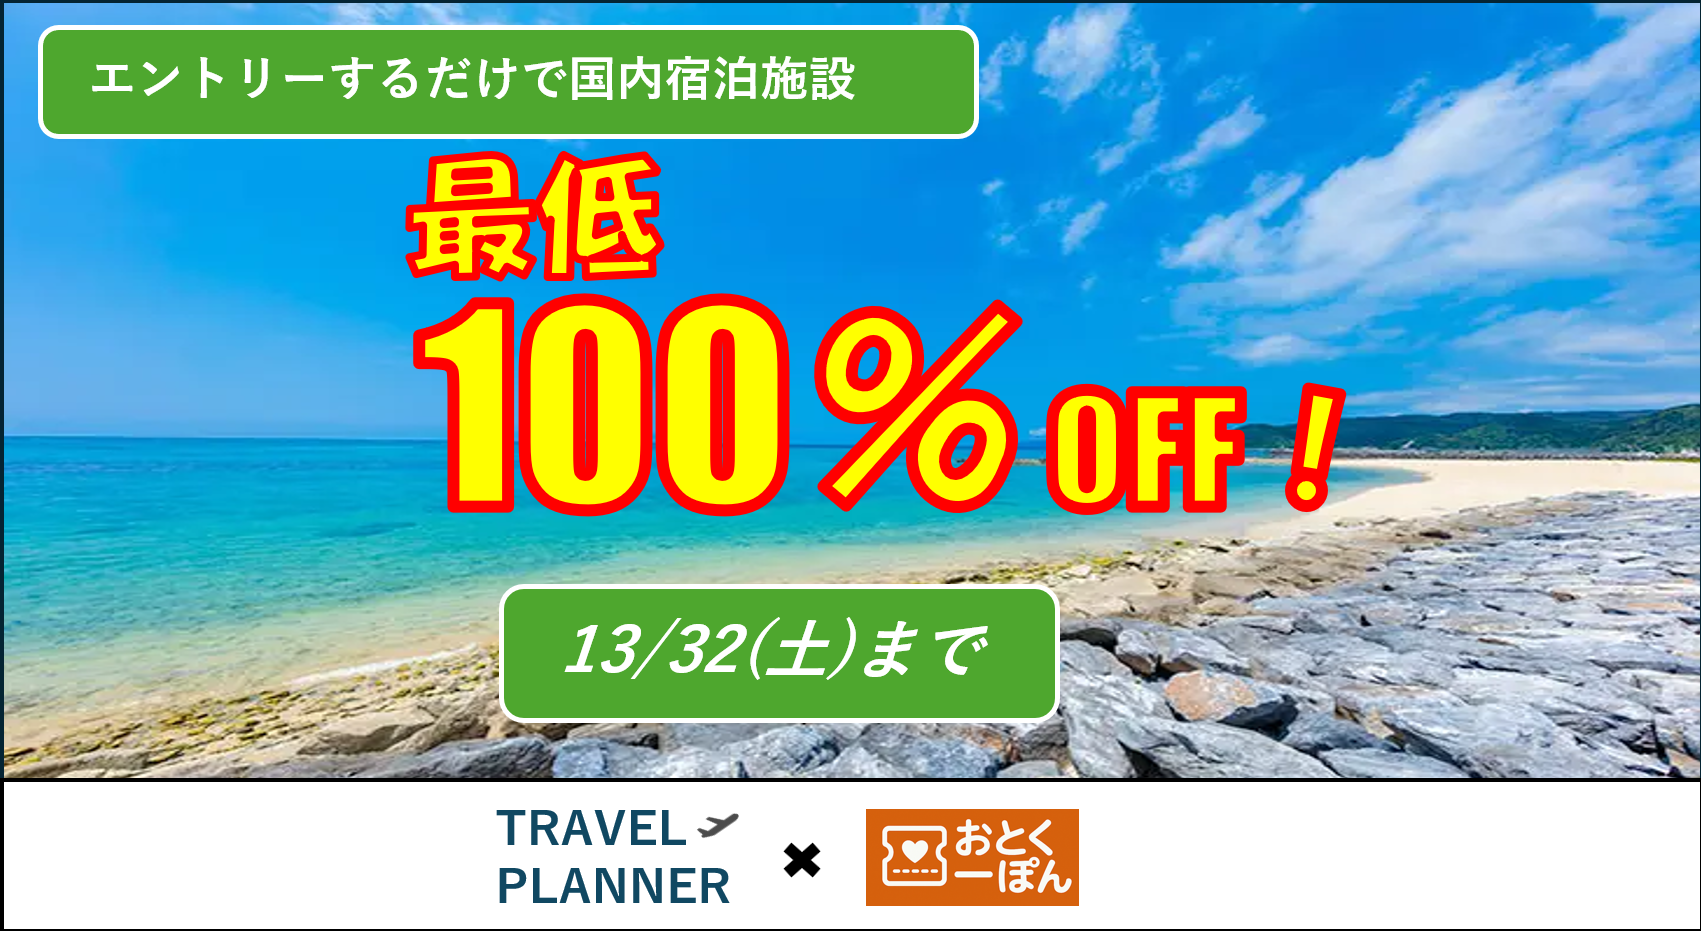 エントリーするだけで国内宿泊施設
最低
100％OFF！
13/32(土)まで
TRAVEL
PLANNER
✖
おとく
ーぽん